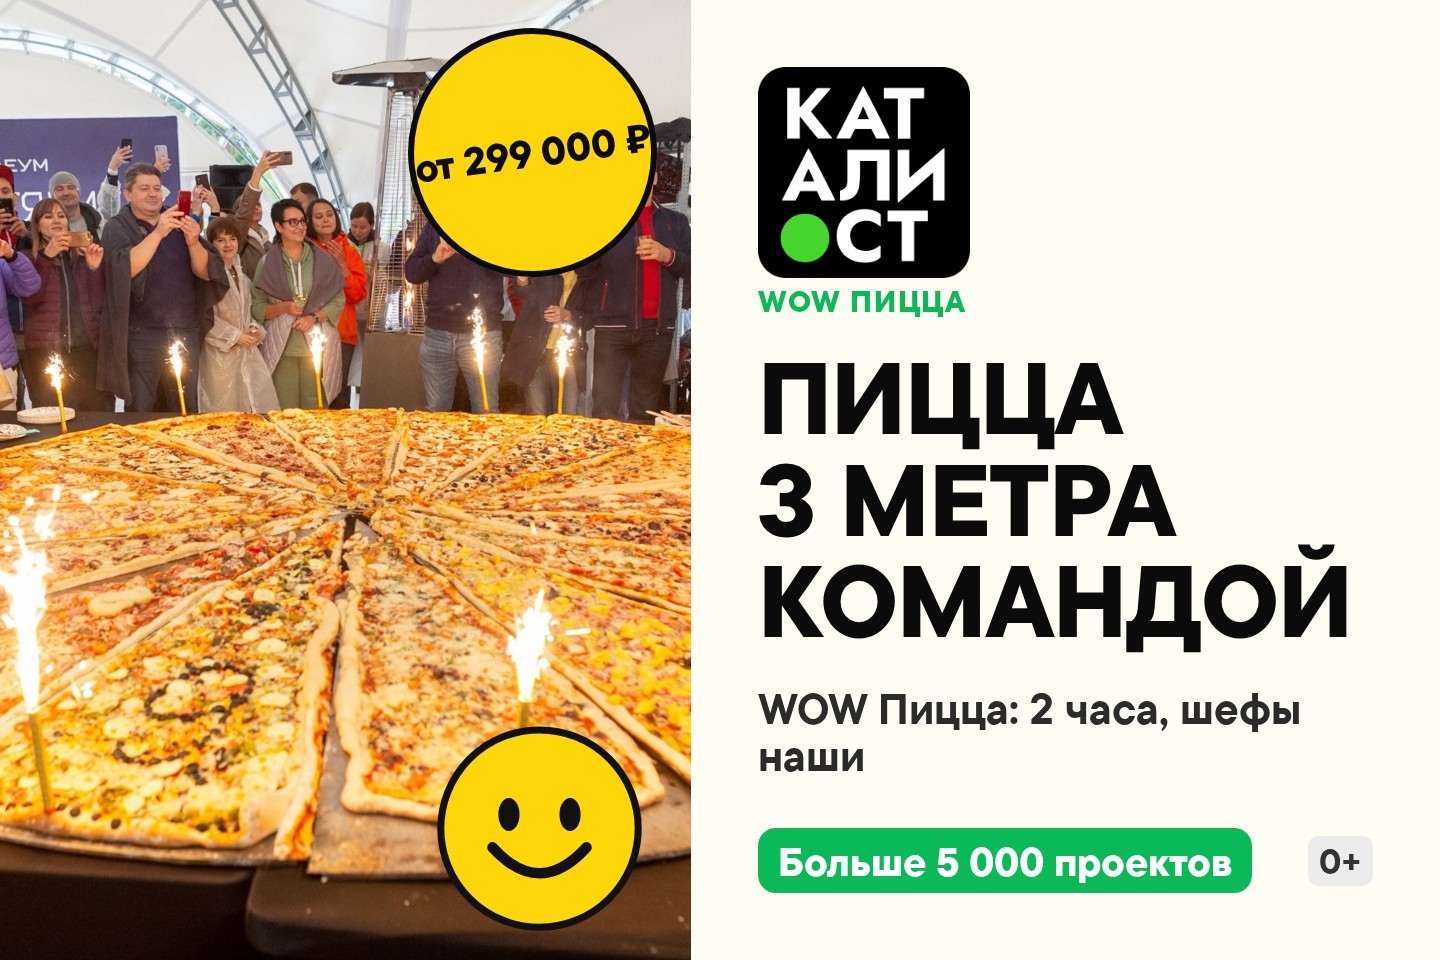 ЕУМ
от 299 000 ₽
КАТ
АЛИ
СТ
WOW ПИЦЦА
ПИЦЦА
3 МЕТРА
КОМАНДОЙ
WOW Пицца: 2 часа, шефы
наши
Больше 5 000 проектов
0+